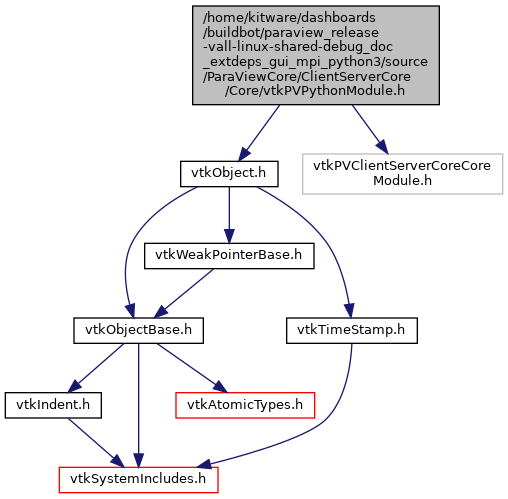 /home/kitware/dashboards
/buildbot/paraview_release
-vall-linux-shared-debug_doc
_extdeps_gui_mpi_python3/source
/ParaViewCore/ClientServerCore
/Core/vtkPVPythonModule.h
vtkObject.h
vtkPVClientServerCoreCore
Module.h
vtkWeakPointerBase.h
vtkObjectBase.h
vtkTimeStamp.h
vtkIndent.h
vtkAtomicTypes.h
vtkSystemIncludes.h